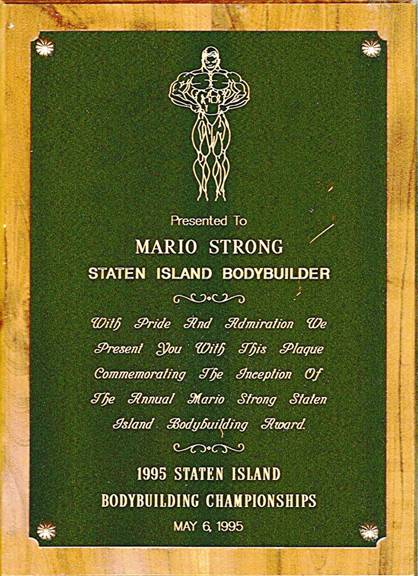 Presented To
MARIO STRONG
STATEN ISLAND BODYBUILDER
With Pride And Admiration We
Present You With This Plaque
Commemorating The Inception Of
The Annual Mario Strong Staten
Island Bodybuilding Award.
1995 STATEN ISLAND
BODYBUILDING CHAMPIONSHIPS
MAY 6, 1995